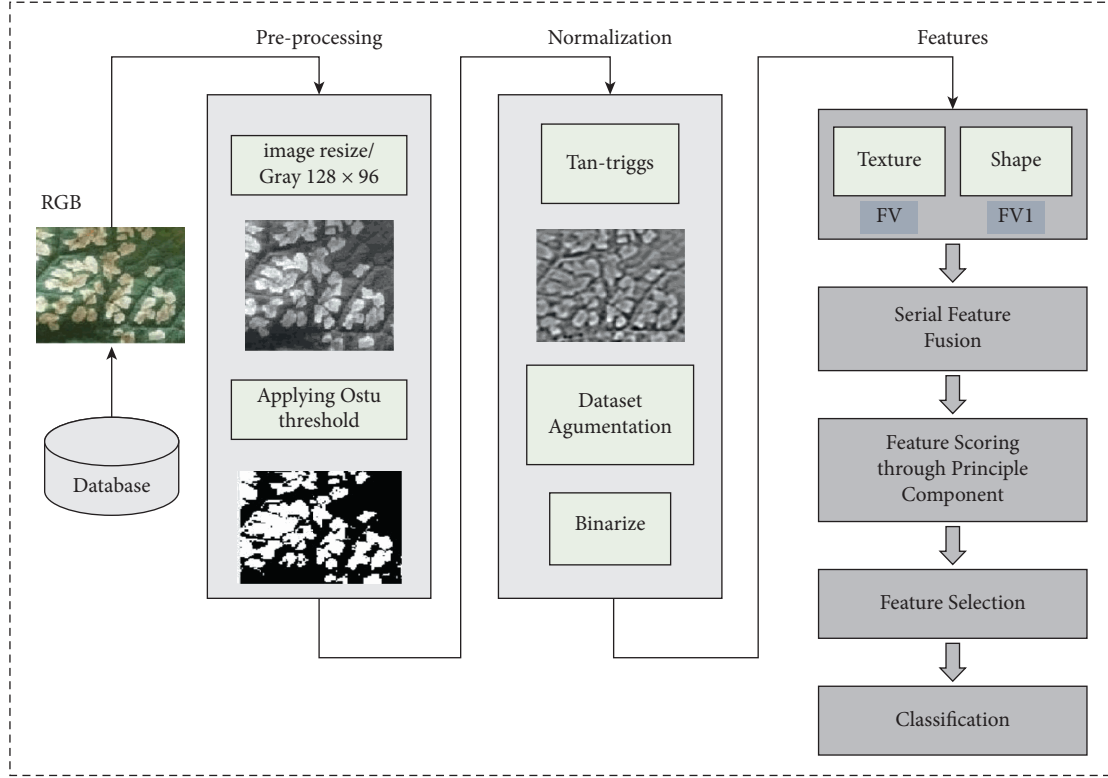 Pre-processing
Normalization
Features
RGB
Database
image resize/
Gray 128 × 96
Applying Ostu
threshold
Tan-triggs
Dataset
Agumentation
Binarize
Texture
Shape
FV
FV1
Serial Feature
Fusion
Feature Scoring
through Principle
Component
Feature Selection
Classification